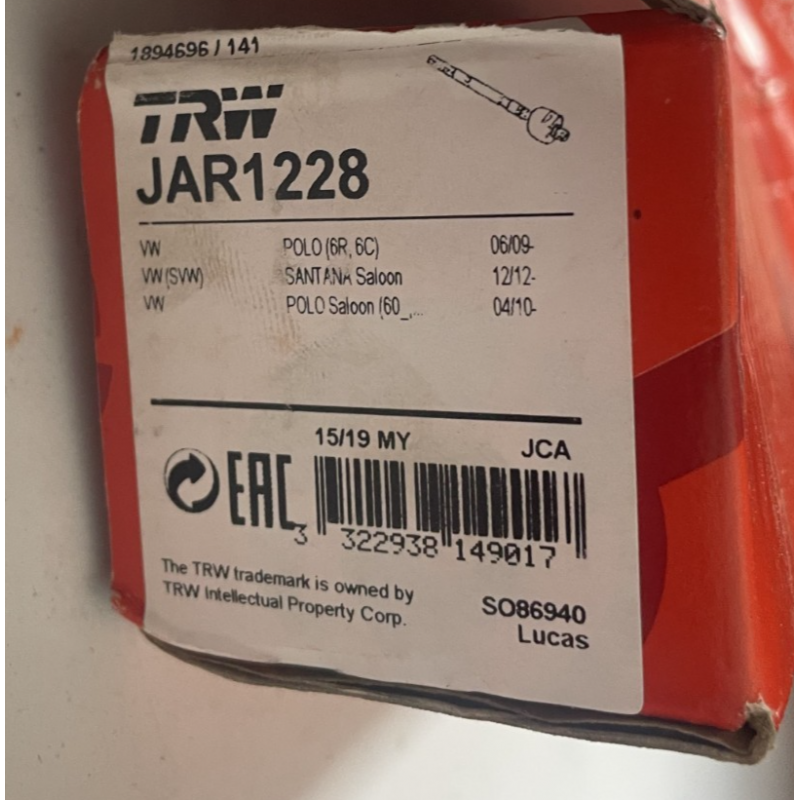 1894696 / 141
TRW
JAR1228
VW POLO (6R, 6C) 06/09-
VW (SVW) SANTANA Saloon 12/12-
VW POLO Saloon (60_,... 04/10-
15/19 MY JCA
EAC
3 322938 149017
The TRW trademark is owned by
TRW Intellectual Property Corp.
SO86940
Lucas